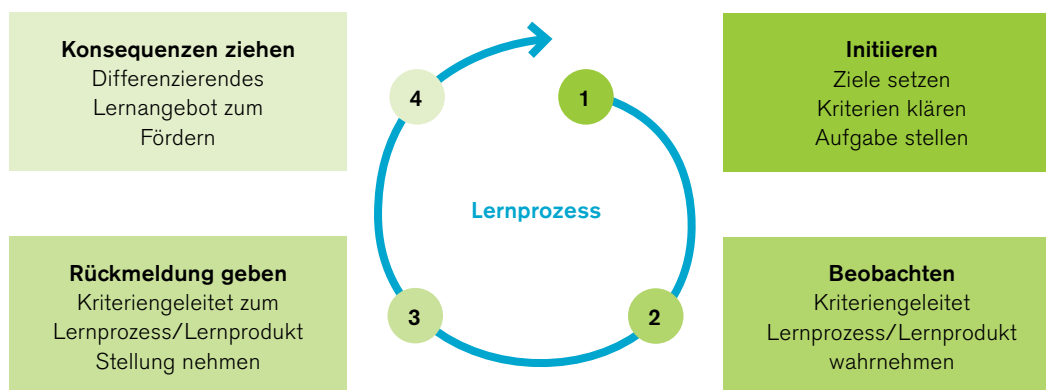 Konsequenzen ziehen
Differenzierendes
Lernangebot zum
Fördern
4
1
Initiieren
Ziele setzen
Kriterien klären
Aufgabe stellen
Lernprozess
Rückmeldung geben
Kriteriengeleitet zum
Lernprozess/Lernprodukt
Stellung nehmen
3
2
Beobachten
Kriteriengeleitet
Lernprozess/Lernprodukt
wahrnehmen